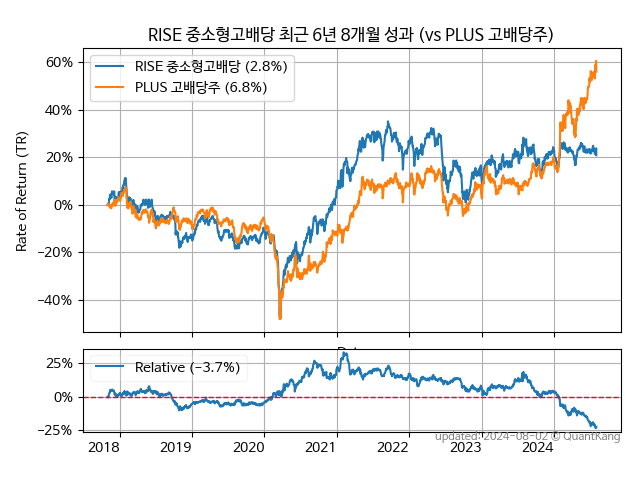 RISE 중소형고배당 최근 6년 8개월 성과 (vs PLUS 고배당주)
60%
40%
20%
0%
−20%
−40%
Rate of Return (TR)
RISE 중소형고배당 (2.8%)
PLUS 고배당주 (6.8%)
25%
0%
−25%
Relative (−3.7%)
2018 2019 2020 2021 2022 2023 2024
updated: 2024-08-02 © QuantKang